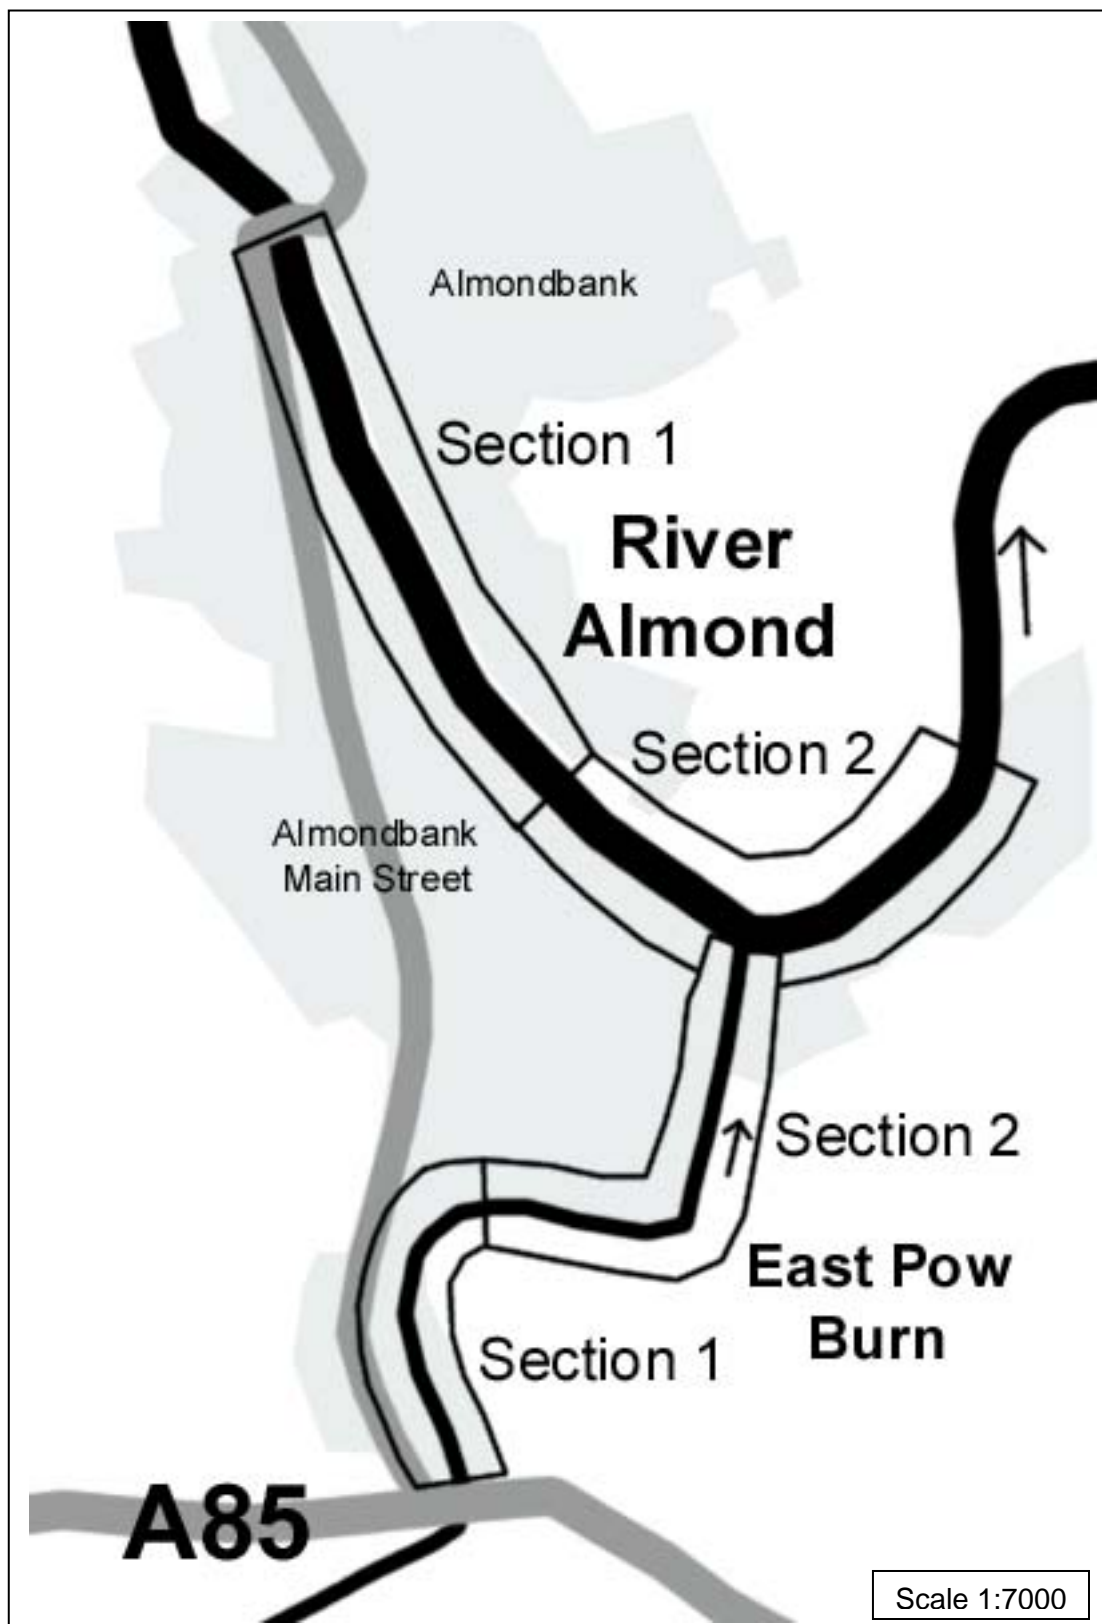 Almondbank
Section 1
River
Almond
Section 2
Almondbank
Main Street
Section 2
East Pow
Burn
Section 1
A85
Scale 1:7000